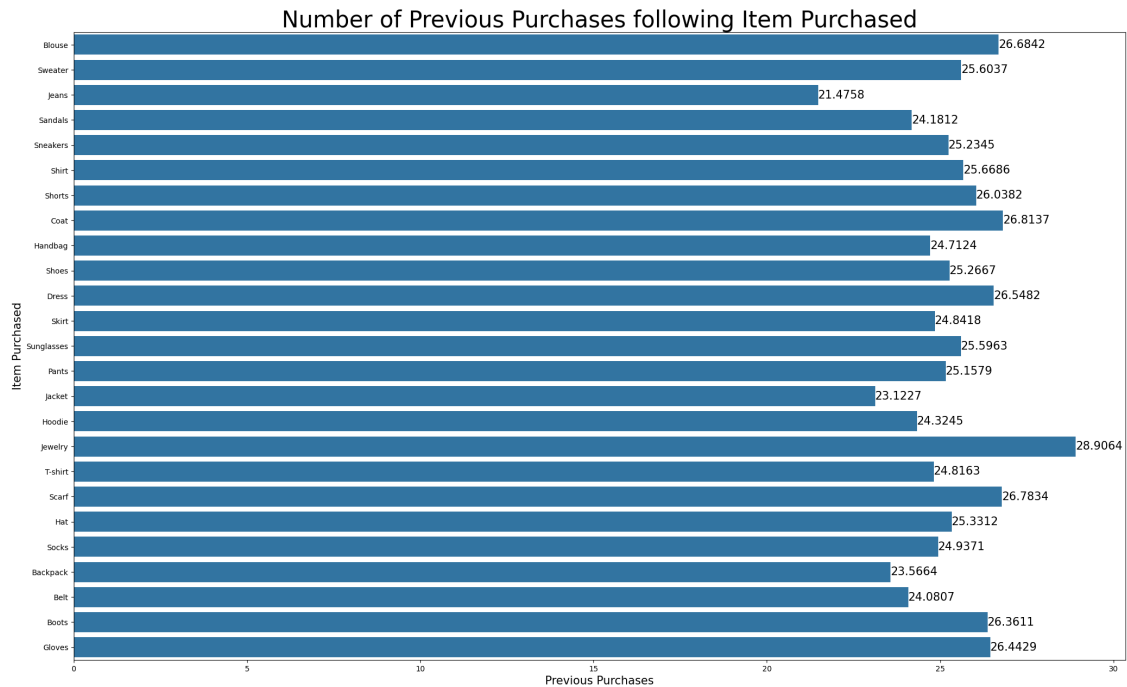 Number of Previous Purchases following Item Purchased
Item Purchased
Blouse 26.6842
Sweater 25.6037
Jeans 21.4758
Sandals 24.1812
Sneakers 25.2345
Shirt 25.6686
Shorts 26.0382
Coat 26.8137
Handbag 24.7124
Shoes 25.2667
Dress 26.5482
Skirt 24.8418
Sunglasses 25.5963
Pants 25.1579
Jacket 23.1227
Hoodie 24.3245
Jewelry 28.9064
T-shirt 24.8163
Scarf 26.7834
Hat 25.3312
Socks 24.9371
Backpack 23.5664
Belt 24.0807
Boots 26.3611
Gloves 26.4429
0 5 10 15 20 25 30
Previous Purchases